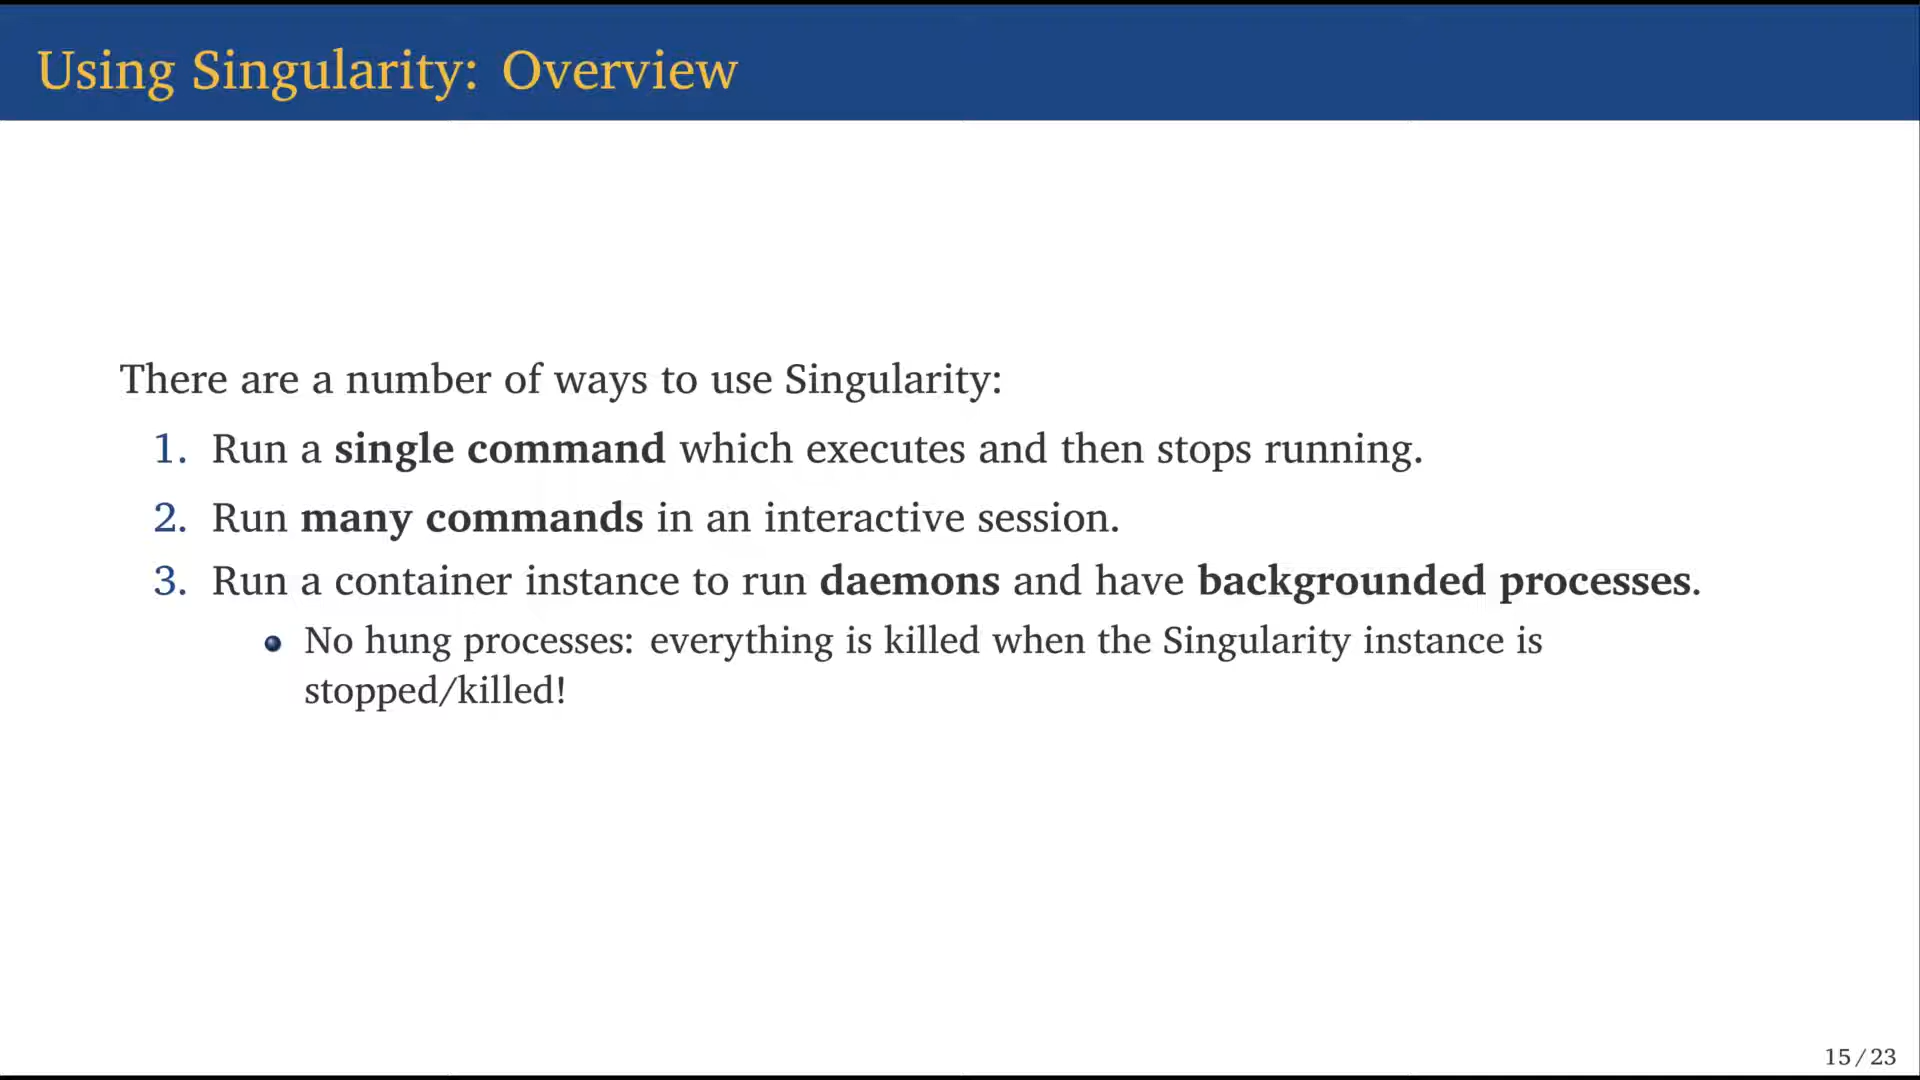 Using Singularity: Overview
There are a number of ways to use Singularity:
1. Run a single command which executes and then stops running.
2. Run many commands in an interactive session.
3. Run a container instance to run daemons and have backgrounded processes.
• No hung processes: everything is killed when the Singularity instance is
stopped/killed!
15 / 23